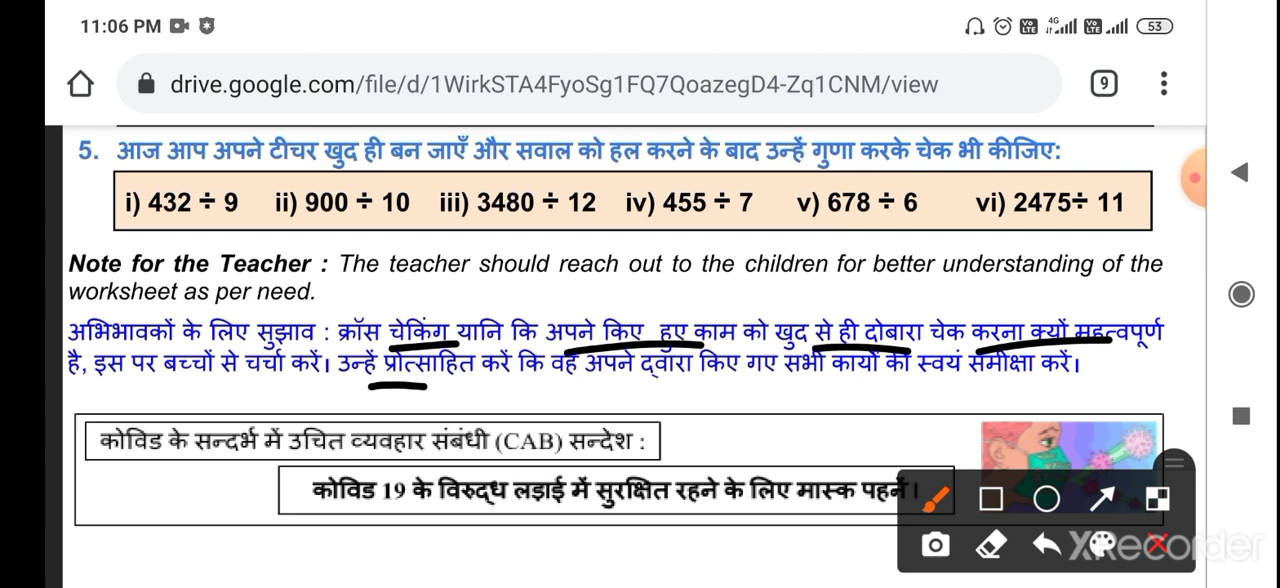 11:06 PM 4G 53
drive.google.com/file/d/1WirkSTA4FyoSg1FQ7QoazegD4-Zq1CNM/view 9
5. आज आप अपने टीचर खुद ही बन जाएँ और सवाल को हल करने के बाद उन्हें गुणा करके चेक भी कीजिए:
i) 432 ÷ 9 ii) 900 ÷ 10 iii) 3480 ÷ 12 iv) 455 ÷ 7 v) 678 ÷ 6 vi) 2475÷ 11
Note for the Teacher : The teacher should reach out to the children for better understanding of the
worksheet as per need.
अभिभावकों के लिए सुझाव : क्रॉस चेकिंग यानि कि अपने किए हुए काम को खुद से ही दोबारा चेक करना क्यों महत्वपूर्ण
है, इस पर बच्चों से चर्चा करें। उन्हें प्रोत्साहित करें कि वह अपने द्वारा किए गए सभी कार्यों की स्वयं समीक्षा करें।
कोविड के सन्दर्भ में उचित व्यवहार संबंधी (CAB) सन्देश :
कोविड 19 के विरुद्ध लड़ाई में सुरक्षित रहने के लिए मास्क पहनें।
XRecorder